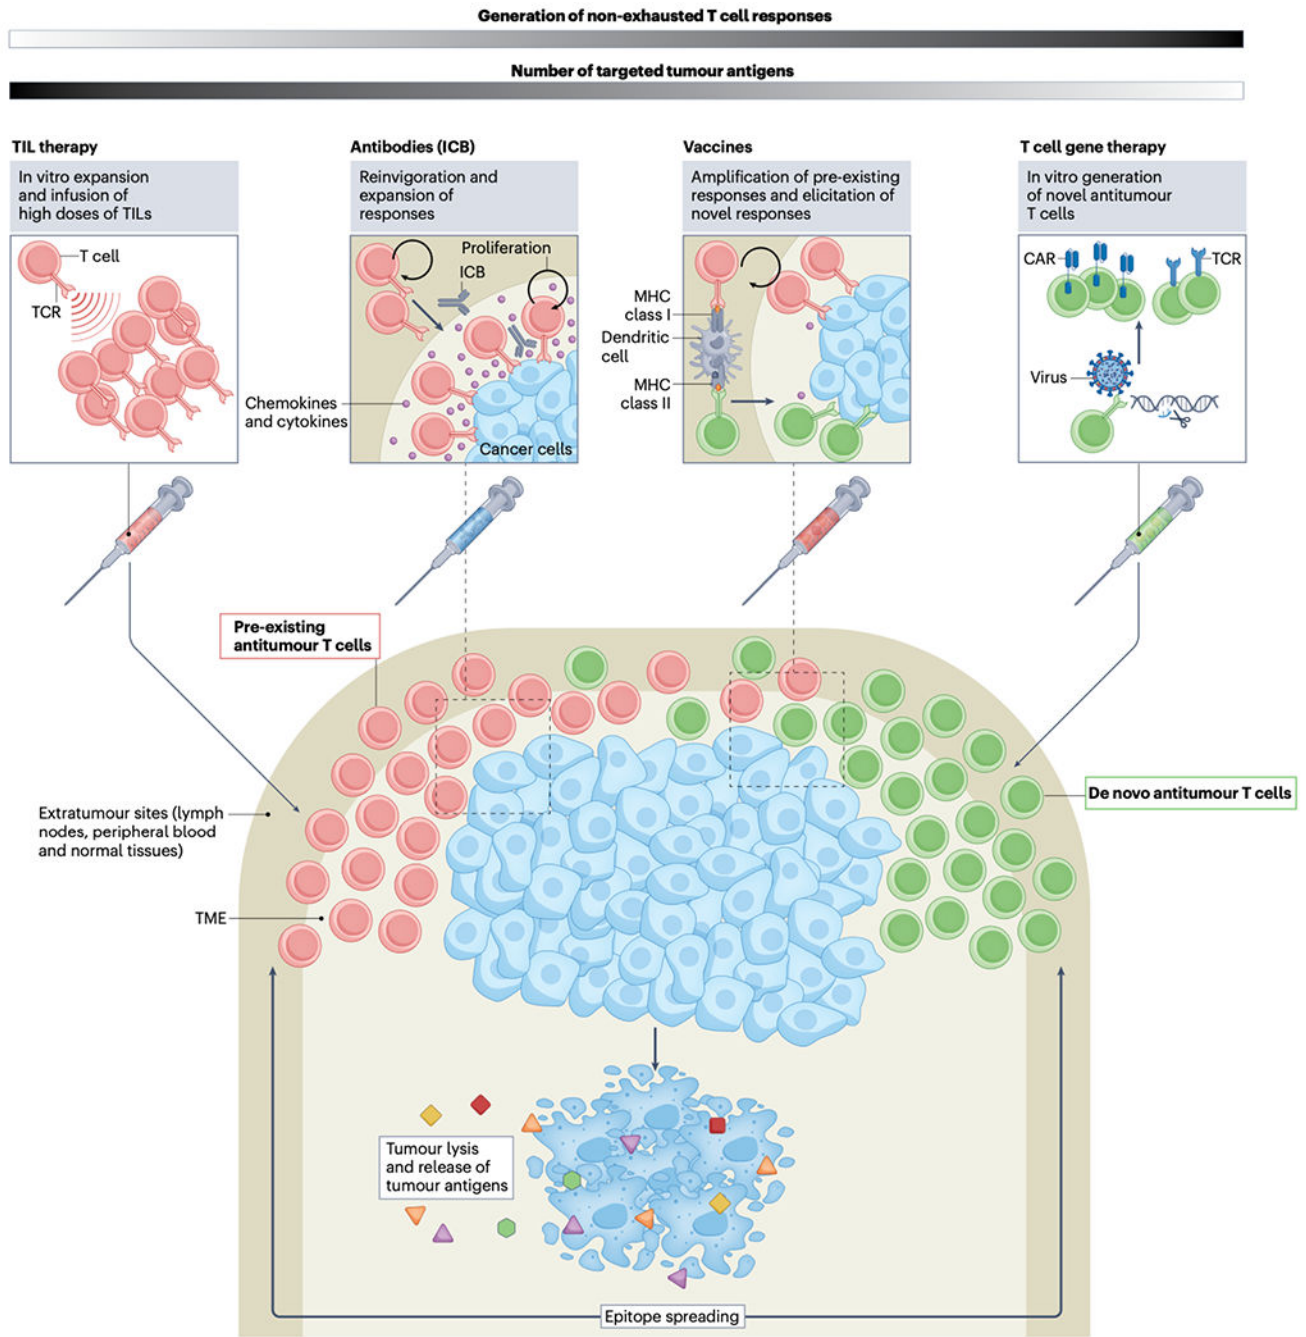 Generation of non-exhausted T cell responses
Number of targeted tumour antigens
TIL therapy
In vitro expansion
and infusion of
high doses of TILs
T cell
TCR
Antibodies (ICB)
Reinvigoration and
expansion of
responses
Proliferation
ICB
Chemokines
and cytokines
Cancer cells
Vaccines
Amplification of pre-existing
responses and elicitation of
novel responses
MHC
class I
Dendritic
cell
MHC
class II
T cell gene therapy
In vitro generation
of novel antitumour
T cells
CAR
TCR
Virus
Pre-existing
antitumour T cells
De novo antitumour T cells
Extratumour sites (lymph
nodes, peripheral blood
and normal tissues)
TME
Tumour lysis
and release of
tumour antigens
Epitope spreading